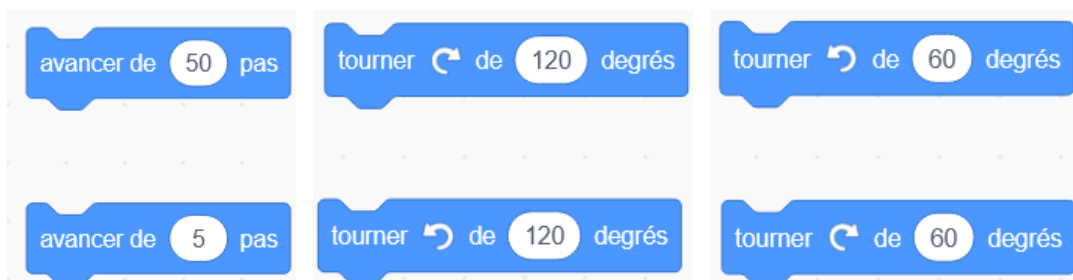 avancer de 50 pas
tourner de 120 degrés
tourner de 60 degrés
avancer de 5 pas
tourner de 120 degrés
tourner de 60 degrés